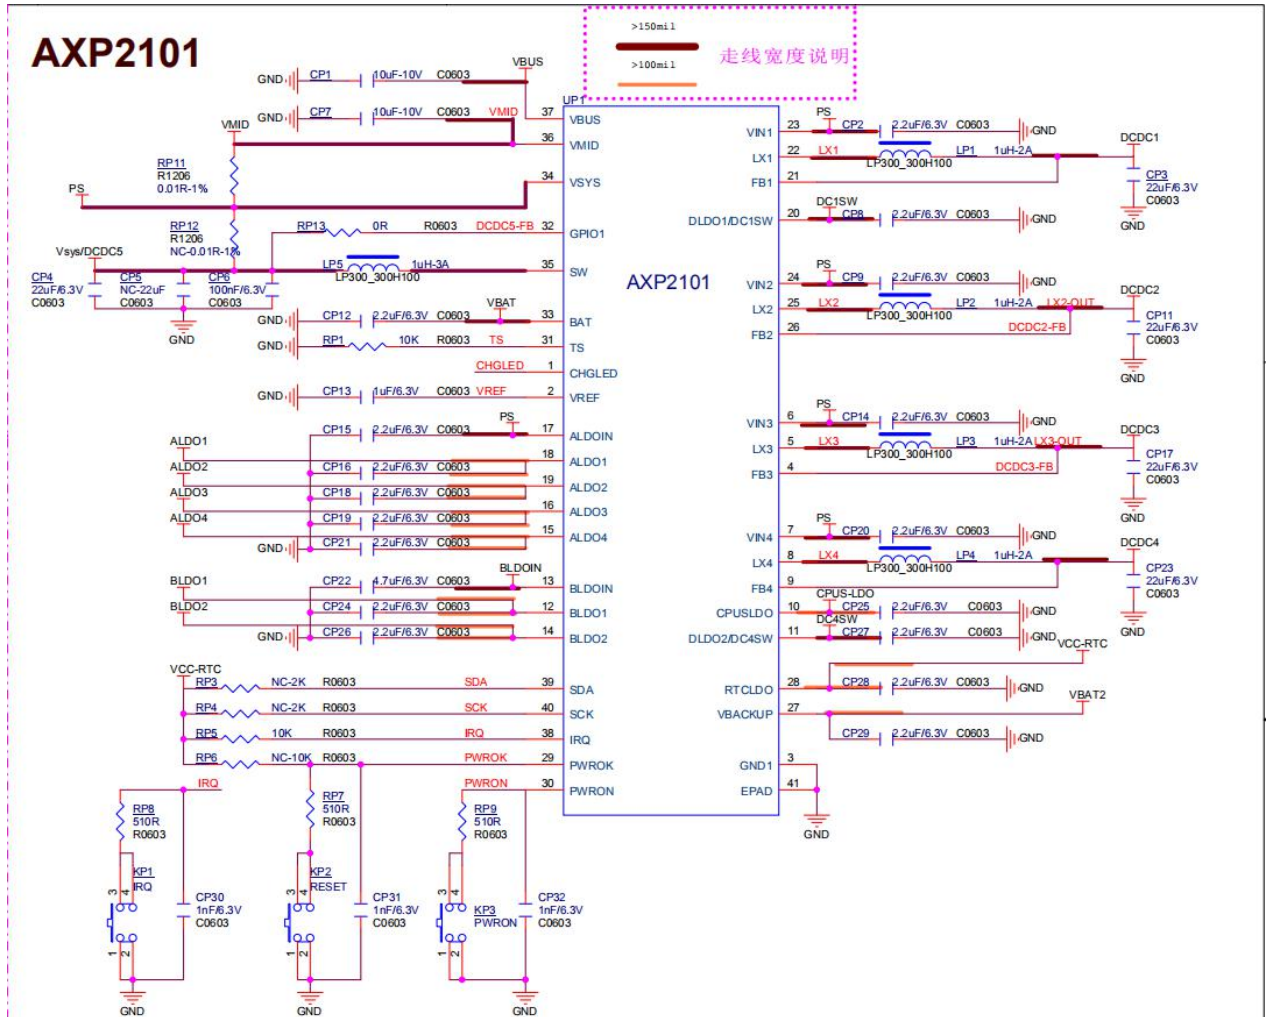 AXP2101
>150mil
>100mil
走线宽度说明
VBUS
GND CP1 10uF-10V C0603
GND CP7 10uF-10V C0603 VMID
VMID
RP11
R1206
0.01R-1%
PS
RP12
R1206
NC-0.01R-1%
RP13 0R R0603 DCDC5-FB
Vsys/DCDC5
LP5 1uH-3A
LP300_300H100
CP4
22uF/6.3V
C0603
CP5
NC-22uF
C0603
CP6
100nF/6.3V
C0603
GND
VBAT
GND CP12 2.2uF/6.3V C0603
GND RP1 10K R0603 TS
CHGLED
GND CP13 1uF/6.3V C0603 VREF
PS
CP15 2.2uF/6.3V C0603
ALDO1
CP16 2.2uF/6.3V C0603
ALDO2
CP18 2.2uF/6.3V C0603
ALDO3
CP19 2.2uF/6.3V C0603
ALDO4
GND CP21 2.2uF/6.3V C0603
BLDOIN
CP22 4.7uF/6.3V C0603
BLDO1
CP24 2.2uF/6.3V C0603
BLDO2
GND CP26 2.2uF/6.3V C0603
VCC-RTC
RP3 NC-2K R0603 SDA
RP4 NC-2K R0603 SCK
RP5 10K R0603 IRQ
RP6 NC-10K R0603 PWROK
UP1
37 VBUS
36 VMID
34 VSYS
32 GPIO1
35 SW
33 BAT
31 TS
1 CHGLED
2 VREF
17 ALDOIN
18 ALDO1
19 ALDO2
16 ALDO3
15 ALDO4
13 BLDOIN
12 BLDO1
14 BLDO2
39 SDA
40 SCK
38 IRQ
29 PWROK
30 PWRON
AXP2101
VIN1 23
LX1 22
FB1 21
DLDO1/DC1SW 20
VIN2 24
LX2 25
FB2 26
VIN3 6
LX3 5
FB3 4
VIN4 7
LX4 8
FB4 9
CPUSLDO 10
DLDO2/DC4SW 11
RTCLDO 28
VBACKUP 27
GND1 3
EPAD 41
GND
PS
CP2 2.2uF/6.3V C0603 GND
LX1 LP1 1uH-2A
LP300_300H100
DCDC1
CP3
22uF/6.3V
C0603
GND
DC1SW
CP8 2.2uF/6.3V C0603 GND
PS
CP9 2.2uF/6.3V C0603 GND
LX2 LP2 1uH-2A LX2-OUT
LP300_300H100
DCDC2-FB
DCDC2
CP11
22uF/6.3V
C0603
GND
PS
CP14 2.2uF/6.3V C0603 GND
LX3 LP3 1uH-2A LX3-OUT
LP300_300H100
DCDC3-FB
DCDC3
CP17
22uF/6.3V
C0603
GND
PS
CP20 2.2uF/6.3V C0603 GND
LX4 LP4 1uH-2A
LP300_300H100
DCDC4
CP23
22uF/6.3V
C0603
GND
CPUS-LDO
CP25 2.2uF/6.3V C0603 GND
DC4SW
CP27 2.2uF/6.3V C0603 GND
VCC-RTC
CP28 2.2uF/6.3V C0603 GND
VBAT2
CP29 2.2uF/6.3V C0603 GND
IRQ
RP8
510R
R0603
KP1
IRQ
3 4
1 2
CP30
1nF/6.3V
C0603
GND
RP7
510R
R0603
KP2
RESET
3 4
1 2
CP31
1nF/6.3V
C0603
GND
PWRON
RP9
510R
R0603
KP3
PWRON
3 4
1 2
CP32
1nF/6.3V
C0603
GND